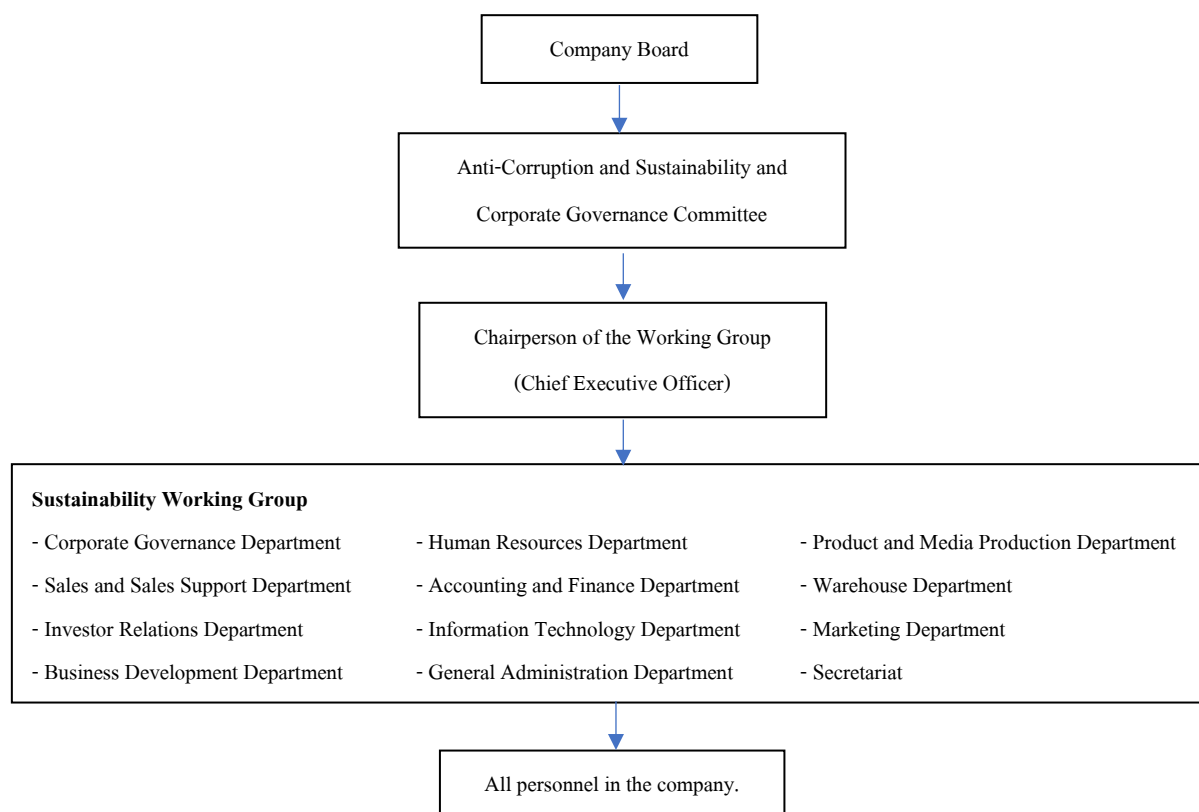 Company Board
Anti-Corruption and Sustainability and
Corporate Governance Committee
Chairperson of the Working Group
(Chief Executive Officer)
Sustainability Working Group
- Corporate Governance Department
- Human Resources Department
- Product and Media Production Department
- Sales and Sales Support Department
- Accounting and Finance Department
- Warehouse Department
- Investor Relations Department
- Information Technology Department
- Marketing Department
- Business Development Department
- General Administration Department
- Secretariat
All personnel in the company.